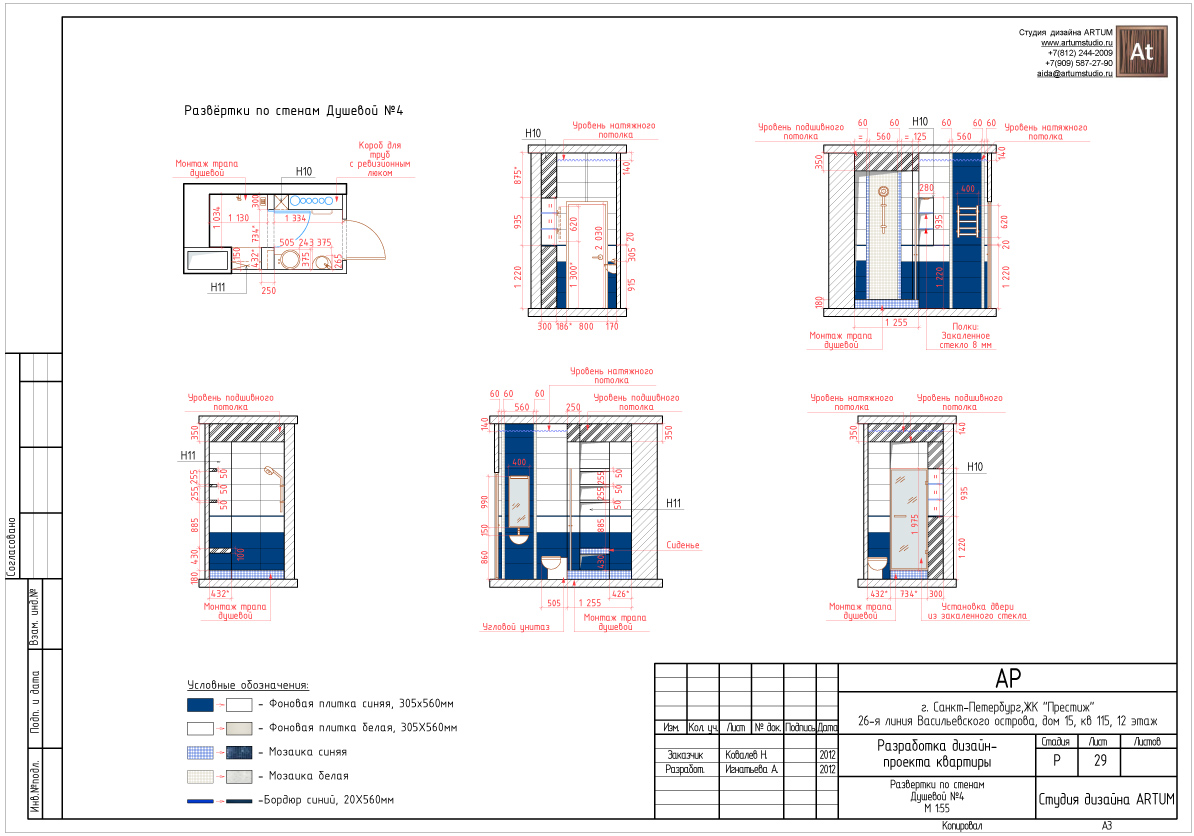 Студия дизайна ARTUM
www.artumstudio.ru
+7(812) 244-2009
+7(909) 587-27-90
aida@artumstudio.ru
At
Развёртки по стенам Душевой №4
Монтаж трапа
душевой
H10
Короб для
труб
с ревизионным
люком
300
1 034
1 130
1 334
734*
505 243 375
150
432*
375
265
H11
250
H10
Уровень натяжного
потолка
875*
140
935
620
2 030
20
305
1 220
1 300*
915
300 186* 800 170
Уровень подшивного
потолка
60 60 H10 60 60 60
= 560 = 125 560
Уровень натяжного
потолка
350
140
280
400
935
620
20
1 220
1 220
180
1 255
Монтаж трапа
душевой
Полки:
Закаленное
стекло 8 мм
Уровень подшивного
потолка
350
H11
255
50
255
50
50
885
430
100
180
432*
Монтаж трапа
душевой
Уровень натяжного
потолка
60 60 60
560 250
Уровень подшивного
потолка
140
350
400
255
50
990
255
50
50
H11
150
885
Сиденье
860
430
426*
505 1 255
Угловой унитаз
Монтаж трапа
душевой
Уровень натяжного
потолка
Уровень подшивного
потолка
350
140
H10
935
1 975
1 220
432* 734* 300
Монтаж трапа
душевой
Установка двери
из закаленного стекла
Условные обозначения:
- Фоновая плитка синяя, 305х560мм
- Фоновая плитка белая, 305Х560мм
- Мозаика синяя
- Мозаика белая
-Бордюр синий, 20Х560мм
Согласовано
Взам. инд.№
Подп. и дата
Инв.№подл.
АР
г. Санкт-Петербург,ЖК "Престиж"
26-я линия Васильевского острова, дом 15, кв 115, 12 этаж
Изм. Кол. уч. Лист № док. Подпись Дата
Заказчик Ковалев Н. 2012
Разработ. Игнатьева А. 2012
Разработка дизайн-
проекта квартиры
Стадия Лист Листов
Р 29
Развертки по стенам
Душевой №4
М 1:55
Студия дизайна ARTUM
Копировал А3